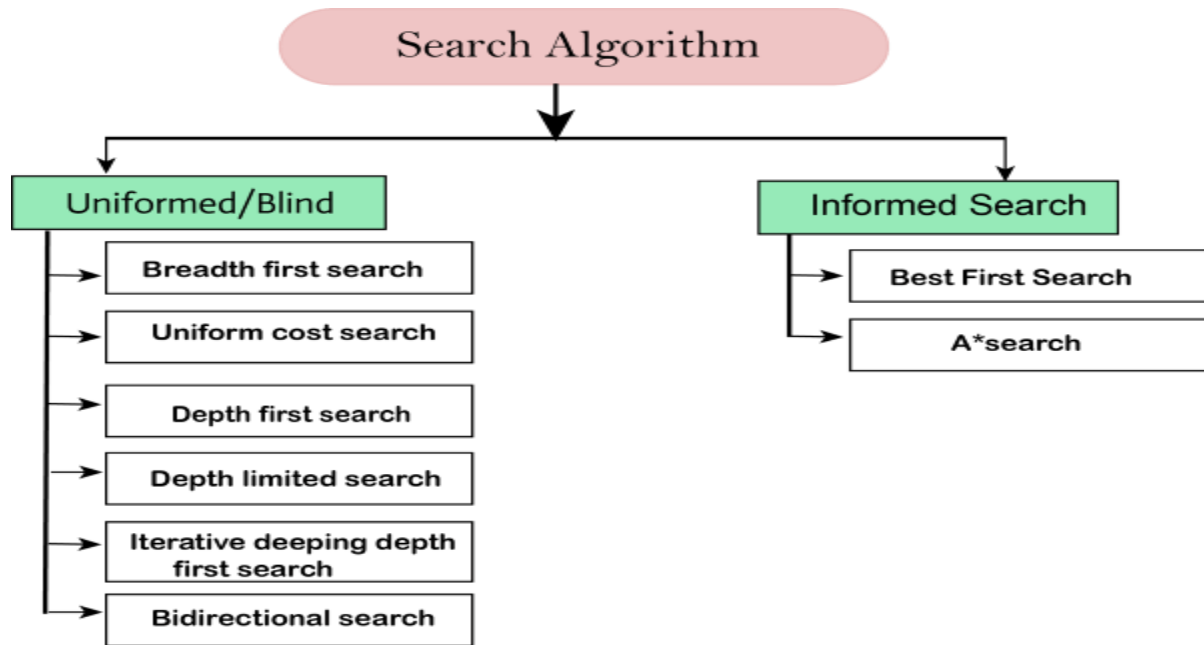 Search Algorithm
Uniformed/Blind
Breadth first search
Uniform cost search
Depth first search
Depth limited search
Iterative deeping depth
first search
Bidirectional search
Informed Search
Best First Search
A*search